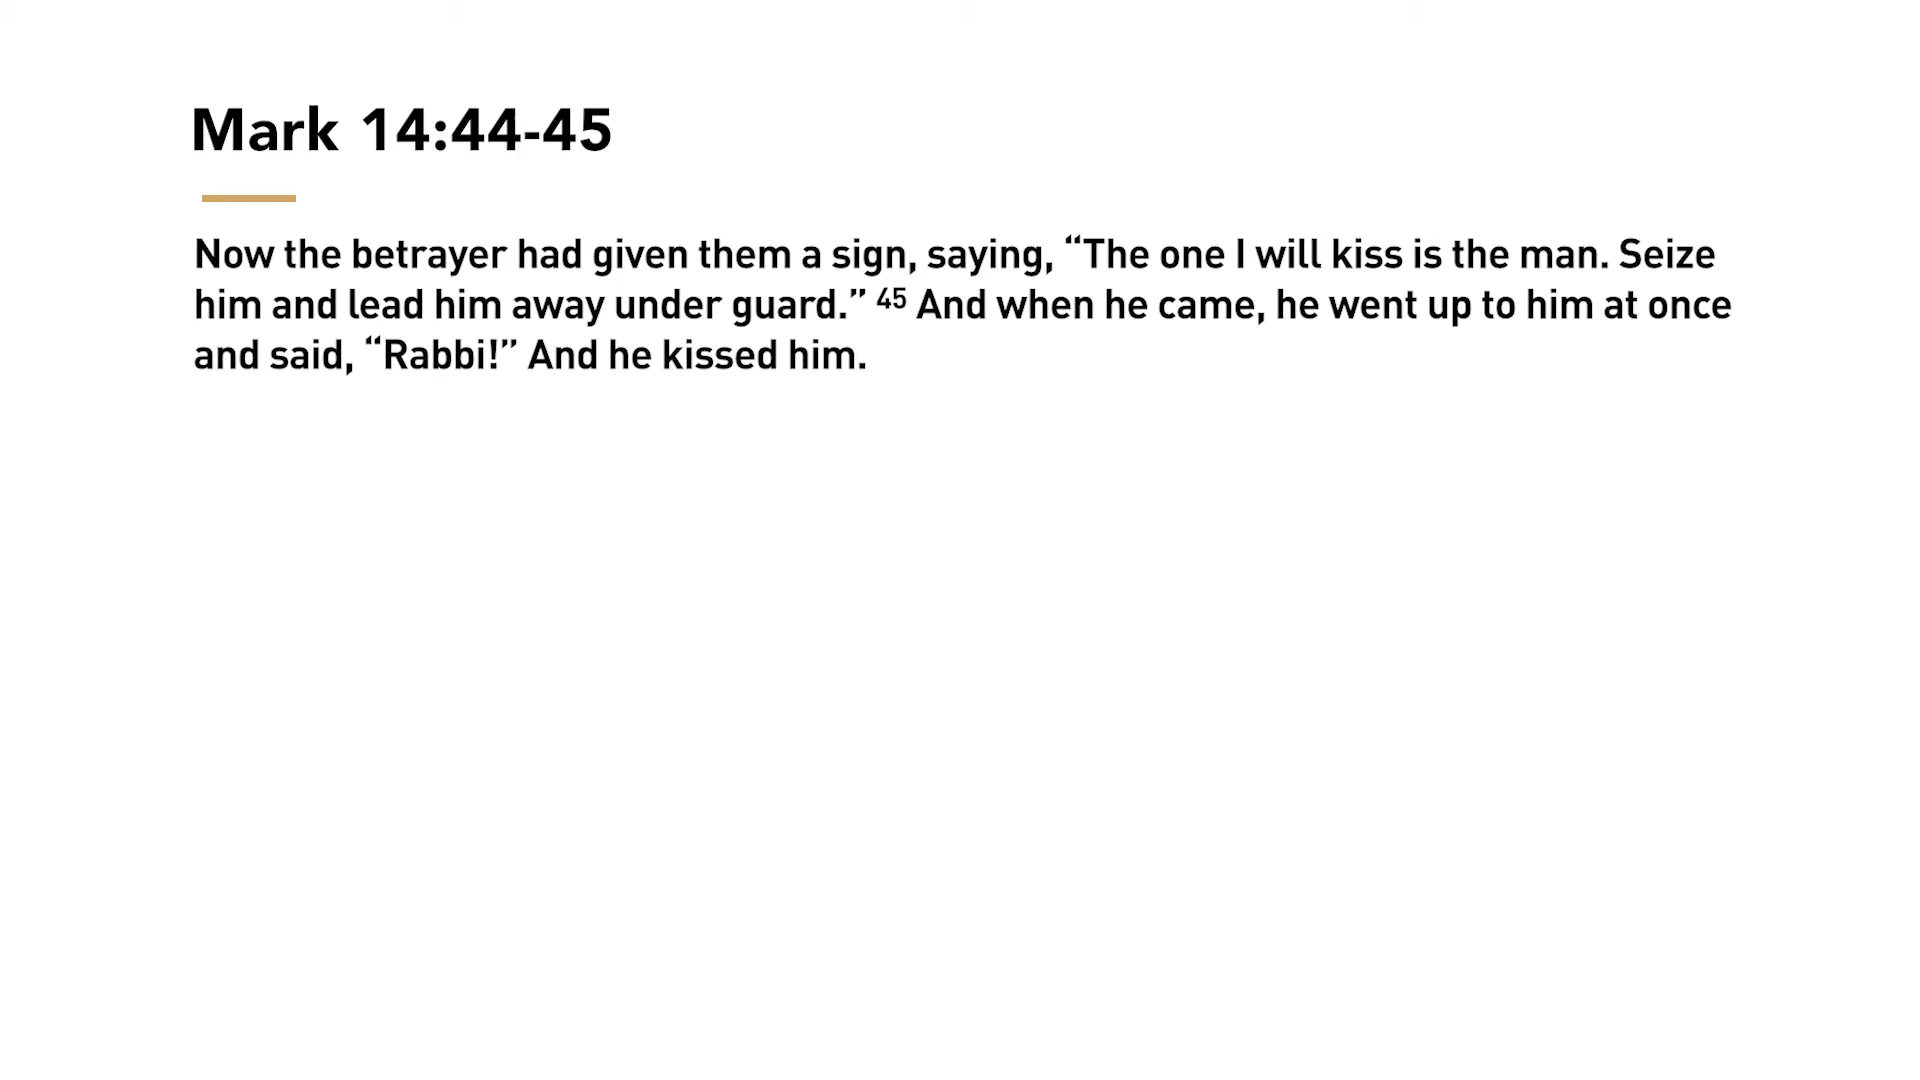 Mark 14:44-45
Now the betrayer had given them a sign, saying, “The one I will kiss is the man. Seize
him and lead him away under guard.” 45 And when he came, he went up to him at once
and said, “Rabbi!” And he kissed him.